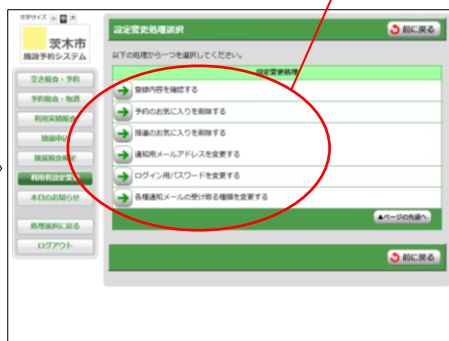 文字サイズ 小 中 大
茨木市
施設予約システム
空き照会・予約
予約照会・取消
利用実績照会
抽選申込
利用者設定変更
本日のお知らせ
処理選択に戻る
ログアウト
設定変更処理選択
前に戻る
以下の処理から一つを選択してください。
設定変更処理
登録内容を確認する
予約のお気に入りを削除する
抽選のお気に入りを削除する
通知用メールアドレスを変更する
ログイン用パスワードを変更する
各種通知メールの受け取る種類を変更する
▲ページの先頭へ
前に戻る